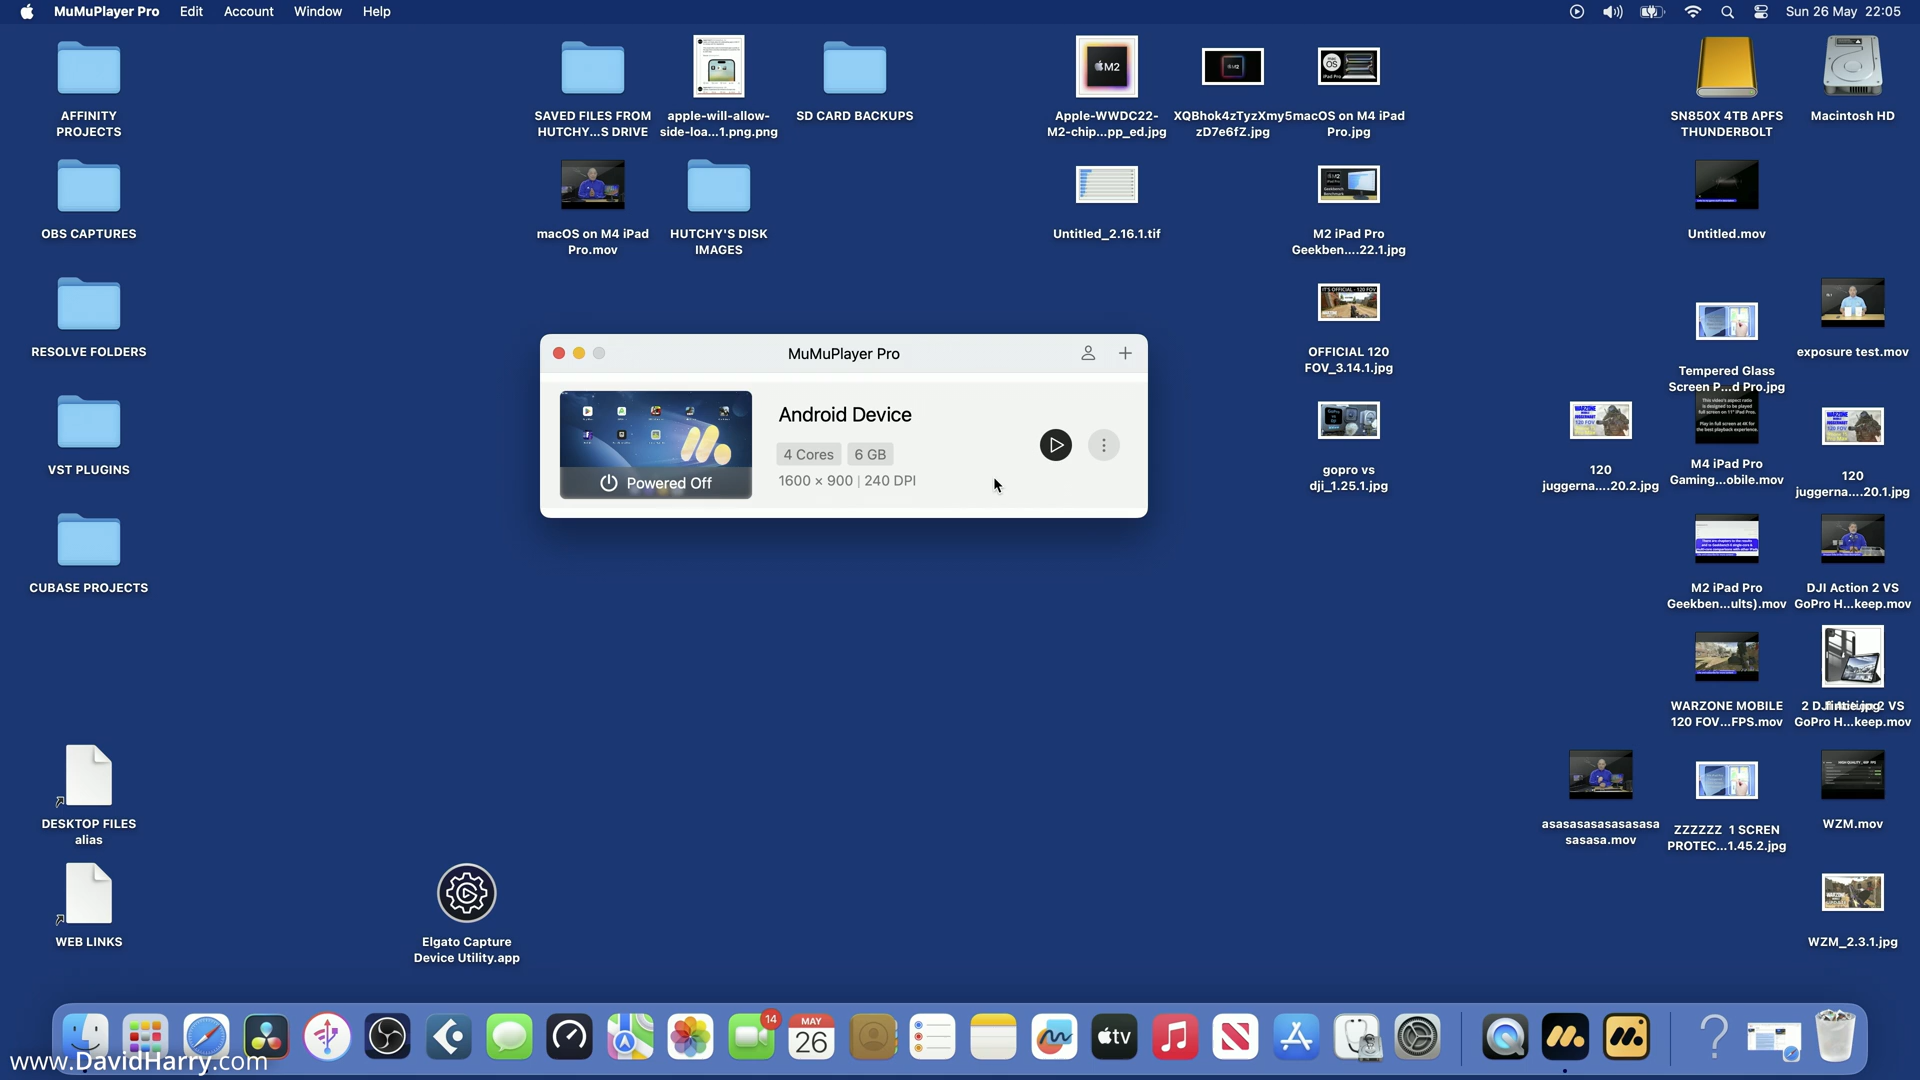 MuMuPlayer Pro Edit Account Window Help
Sun 26 May 22:05
AFFINITY
PROJECTS
OBS CAPTURES
RESOLVE FOLDERS
VST PLUGINS
CUBASE PROJECTS
DESKTOP FILES
alias
WEB LINKS
SAVED FILES FROM
HUTCHY...S DRIVE
apple-will-allow-
side-loa...1.png.png
SD CARD BACKUPS
macOS on M4 iPad
Pro.mov
HUTCHY'S DISK
IMAGES
M2
Apple-WWDC22-
M2-chip...pp_ed.jpg
XQBhok4zTyzXmy5
zD7e6fZ.jpg
macOS on M4 iPad
Pro.jpg
Untitled_2.16.1.tif
M2 iPad Pro
Geekben....22.1.jpg
OFFICIAL 120
FOV_3.14.1.jpg
gopro vs
dji_1.25.1.jpg
SN850X 4TB APFS
THUNDERBOLT
Macintosh HD
Untitled.mov
Tempered Glass
Screen P...d Pro.jpg
exposure test.mov
120
juggerna....20.2.jpg
M4 iPad Pro
Gaming...obile.mov
120
juggerna....20.1.jpg
M2 iPad Pro
Geekben...ults).mov
DJI Action 2 VS
GoPro H...keep.mov
WARZONE MOBILE
120 FOV...FPS.mov
GoPro H...keep.mov
asasasasasasasasa
sasasa.mov
ZZZZZZ 1 SCREN
PROTEC...1.45.2.jpg
WZM.mov
WZM_2.3.1.jpg
MuMuPlayer Pro
Android Device
4 Cores 6 GB
1600 × 900 | 240 DPI
Powered Off
Elgato Capture
Device Utility.app
14
MAY
26
tv
www.DavidHarry.com